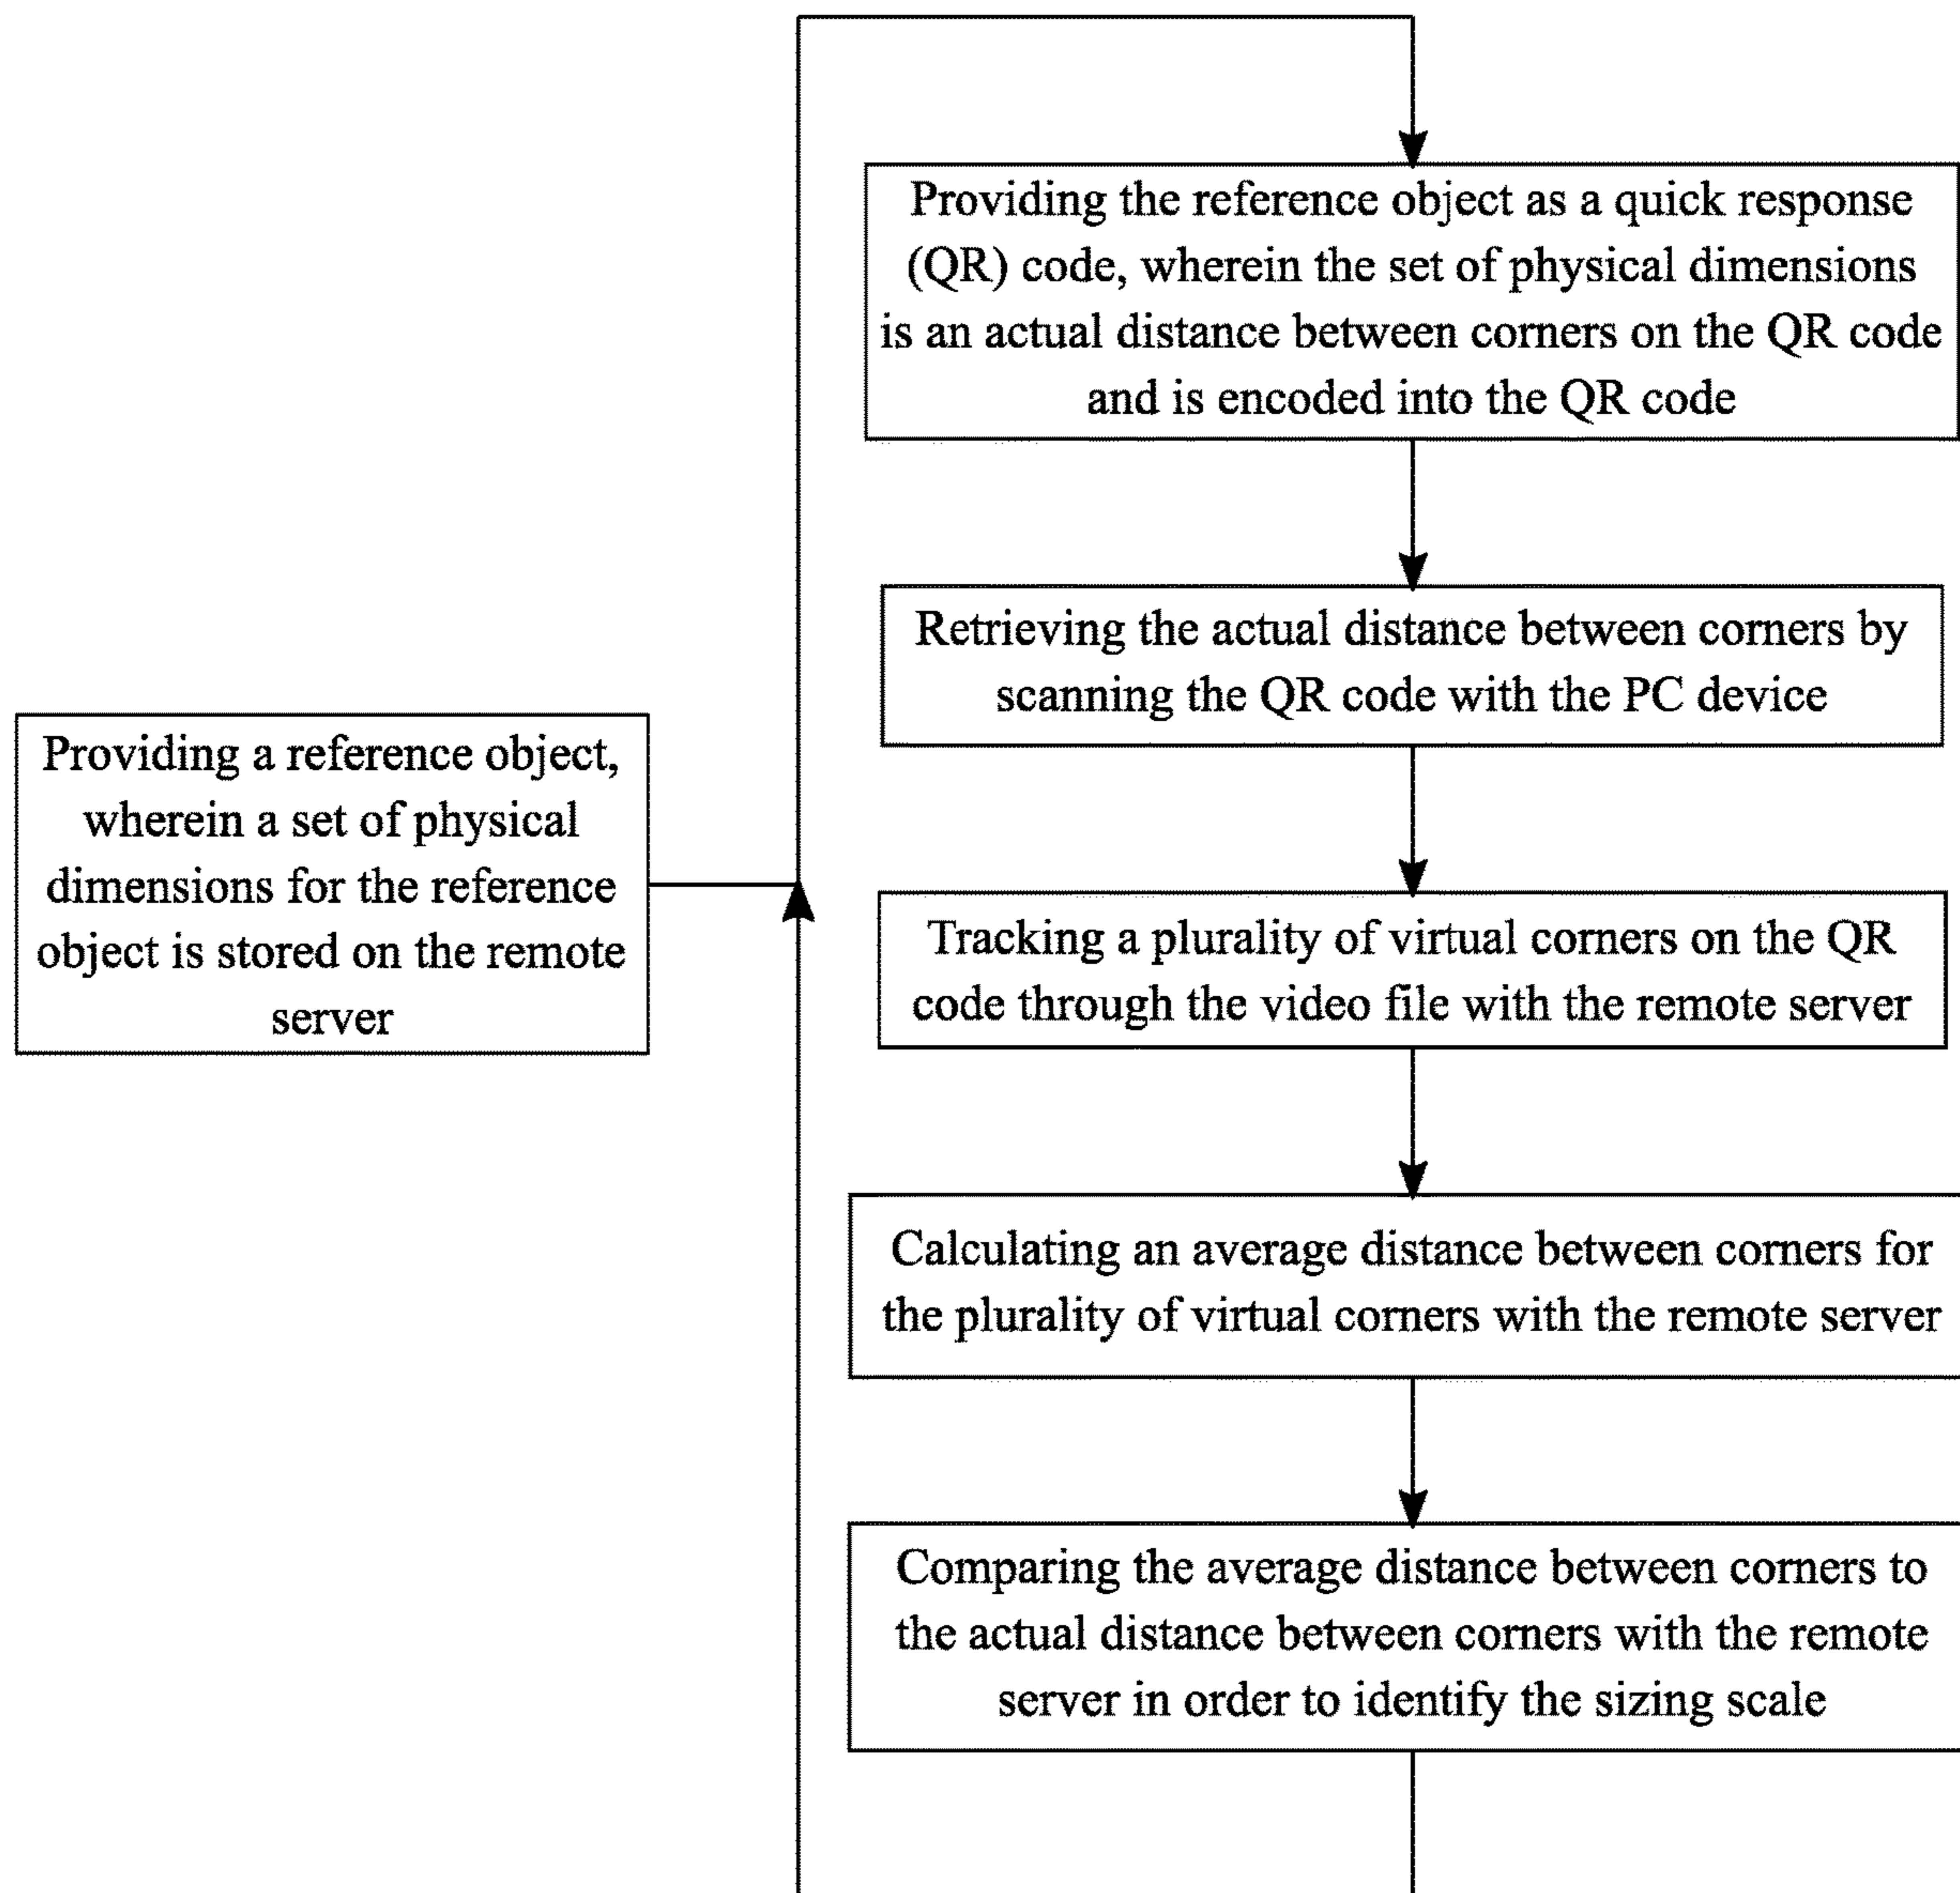 Providing a reference object,
wherein a set of physical
dimensions for the reference
object is stored on the remote
server
Providing the reference object as a quick response
(QR) code, wherein the set of physical dimensions
is an actual distance between corners on the QR code
and is encoded into the QR code
Retrieving the actual distance between corners by
scanning the QR code with the PC device
Tracking a plurality of virtual corners on the QR
code through the video file with the remote server
Calculating an average distance between corners for
the plurality of virtual corners with the remote server
Comparing the average distance between corners to
the actual distance between corners with the remote
server in order to identify the sizing scale